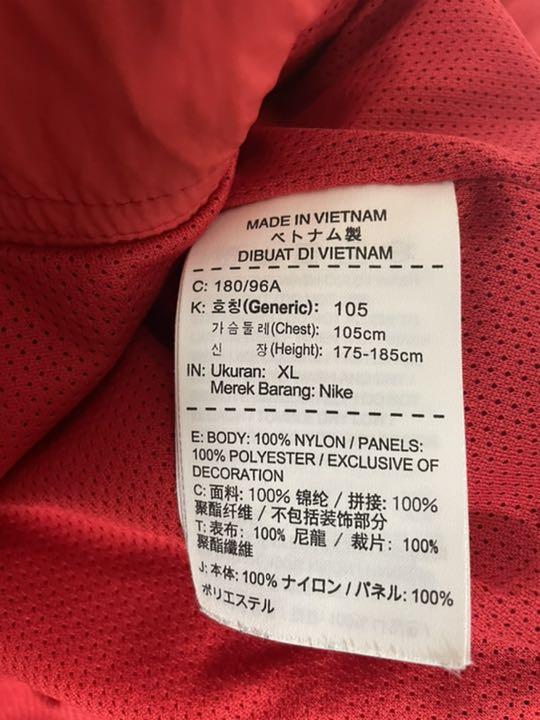 MADE IN VIETNAM
ベトナム製
DIBUAT DI VIETNAM
C: 180/96A
K: 호칭(Generic): 105
가슴둘레(Chest): 105cm
신 장(Height): 175-185cm
IN: Ukuran: XL
Merek Barang: Nike
E: BODY: 100% NYLON / PANELS:
100% POLYESTER / EXCLUSIVE OF
DECORATION
C: 面料: 100% 锦纶 / 拼接: 100%
聚酯纤维 / 不包括装饰部分
T: 表布: 100% 尼龍 / 裁片: 100%
聚酯纖維
J: 本体: 100% ナイロン / パネル: 100%
ポリエステル